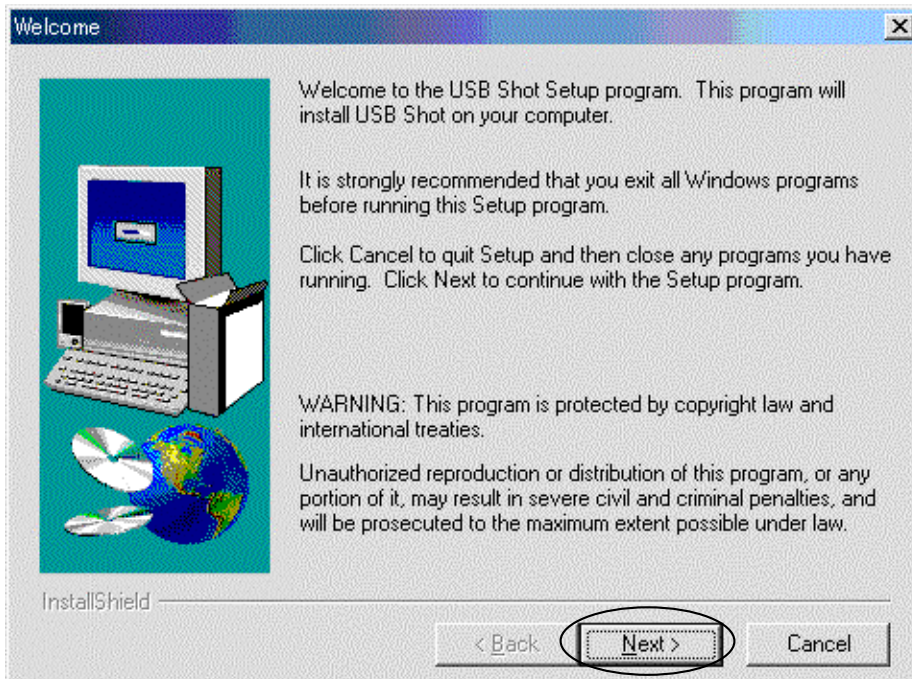 Welcome
Welcome to the USB Shot Setup program. This program will
install USB Shot on your computer.
It is strongly recommended that you exit all Windows programs
before running this Setup program.
Click Cancel to quit Setup and then close any programs you have
running. Click Next to continue with the Setup program.
WARNING: This program is protected by copyright law and
international treaties.
Unauthorized reproduction or distribution of this program, or any
portion of it, may result in severe civil and criminal penalties, and
will be prosecuted to the maximum extent possible under law.
InstallShield
< Back Next > Cancel